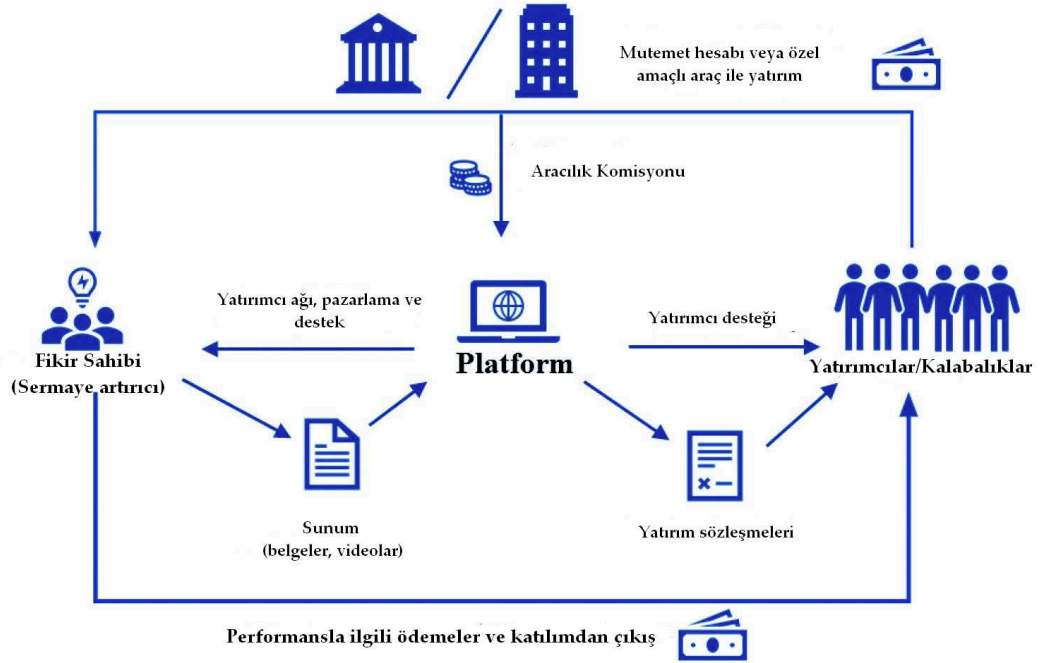 Mutemet hesabı veya özel
amaçlı araç ile yatırım
Aracılık Komisyonu
Yatırımcı ağı, pazarlama ve
destek
Yatırımcı desteği
Platform
Fikir Sahibi
(Sermaye artırıcı)
Yatırımcılar/Kalabalıklar
Sunum
(belgeler, videolar)
Yatırım sözleşmeleri
Performansla ilgili ödemeler ve katılımdan çıkış